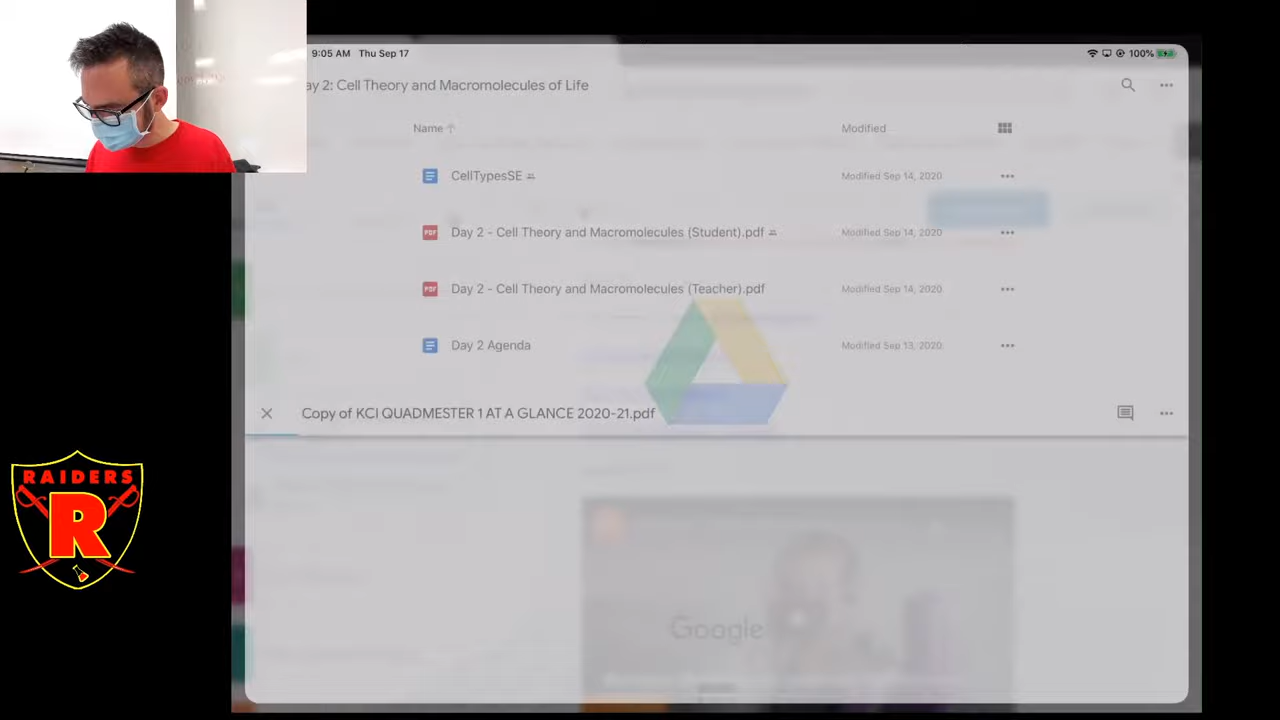 9:05 AM Thu Sep 17
100%
ay 2: Cell Theory and Macromolecules of Life
Name
Modified
CellTypesSE
Modified Sep 14, 2020
PDF
Day 2 - Cell Theory and Macromolecules (Student).pdf
Modified Sep 14, 2020
PDF
Day 2 - Cell Theory and Macromolecules (Teacher).pdf
Modified Sep 14, 2020
Day 2 Agenda
Modified Sep 13, 2020
Copy of KCI QUADMESTER 1 AT A GLANCE 2020-21.pdf
RAIDERS
R
Google